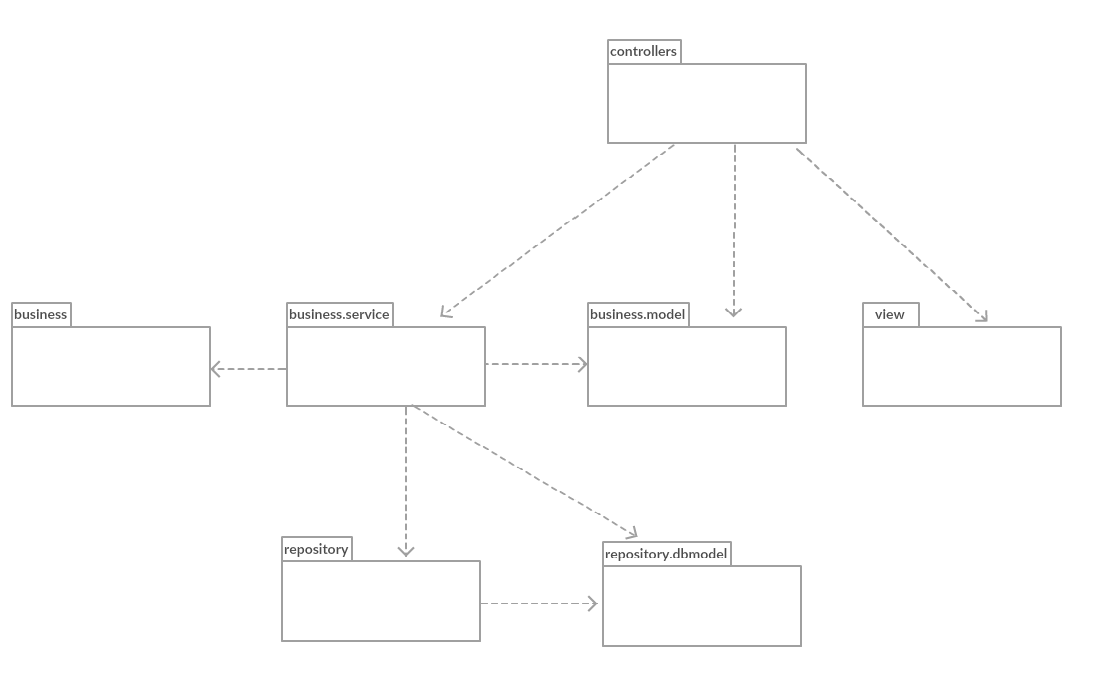 controllers
business
business.service
business.model
view
repository
repository.dbmodel